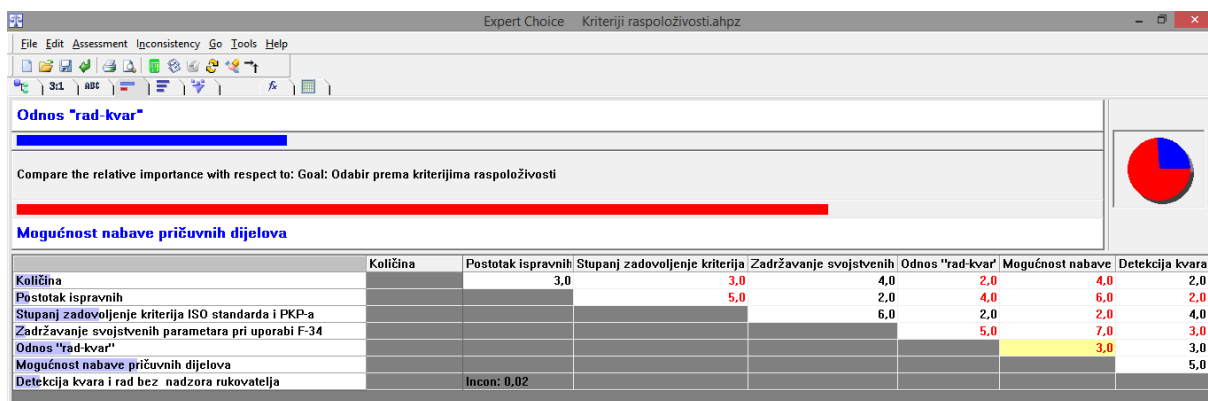 Expert Choice Kriteriji raspoloživosti.ahpz
File Edit Assessment Inconsistency Go Tools Help
3:1 ABC fx
Odnos "rad-kvar"
Compare the relative importance with respect to: Goal: Odabir prema kriterijima raspoloživosti
Mogućnost nabave pričuvnih dijelova
Količina Postotak ispravnih Stupanj zadovoljenje kriterija Zadržavanje svojstvenih Odnos "rad-kvar' Mogućnost nabave Detekcija kvara
Količina 3,0 3,0 4,0 2,0 4,0 2,0
Postotak ispravnih 5,0 2,0 4,0 6,0 2,0
Stupanj zadovoljenje kriterija ISO standarda i PKP-a 6,0 2,0 2,0 4,0
Zadržavanje svojstvenih parametara pri uporabi F-34 5,0 7,0 3,0
Odnos "rad-kvar" 3,0 3,0
Mogućnost nabave pričuvnih dijelova 5,0
Detekcija kvara i rad bez nadzora rukovatelja Incon: 0,02